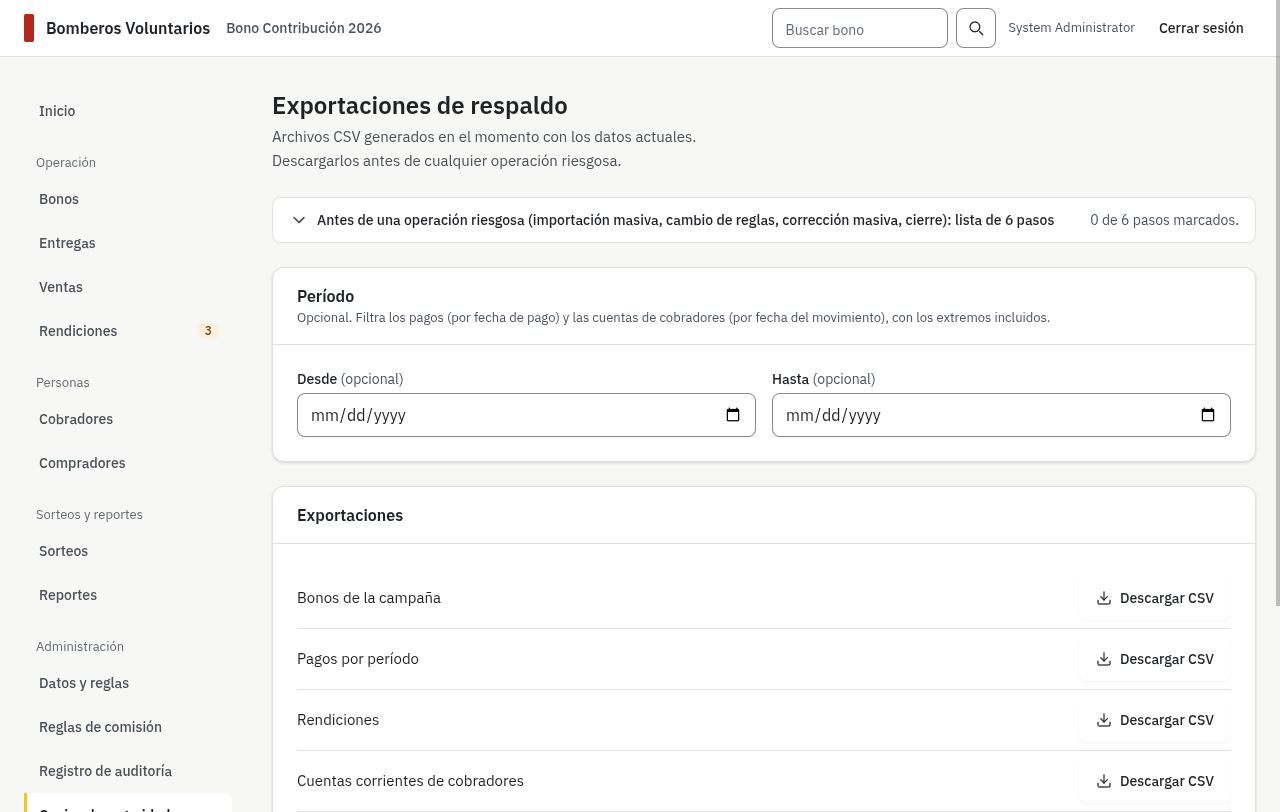 Bomberos Voluntarios
Bono Contribución 2026
Buscar bono
System Administrator
Cerrar sesión
Inicio
Operación
Bonos
Entregas
Ventas
Rendiciones
3
Personas
Cobradores
Compradores
Sorteos y reportes
Sorteos
Reportes
Administración
Datos y reglas
Reglas de comisión
Registro de auditoría
Exportaciones de respaldo
Archivos CSV generados en el momento con los datos actuales.
Descargarlos antes de cualquier operación riesgosa.
Antes de una operación riesgosa (importación masiva, cambio de reglas, corrección masiva, cierre): lista de 6 pasos
0 de 6 pasos marcados.
Período
Opcional. Filtra los pagos (por fecha de pago) y las cuentas de cobradores (por fecha del movimiento), con los extremos incluidos.
Desde (opcional)
Hasta (opcional)
mm/dd/yyyy
mm/dd/yyyy
Exportaciones
Bonos de la campaña
Descargar CSV
Pagos por período
Descargar CSV
Rendiciones
Descargar CSV
Cuentas corrientes de cobradores
Descargar CSV